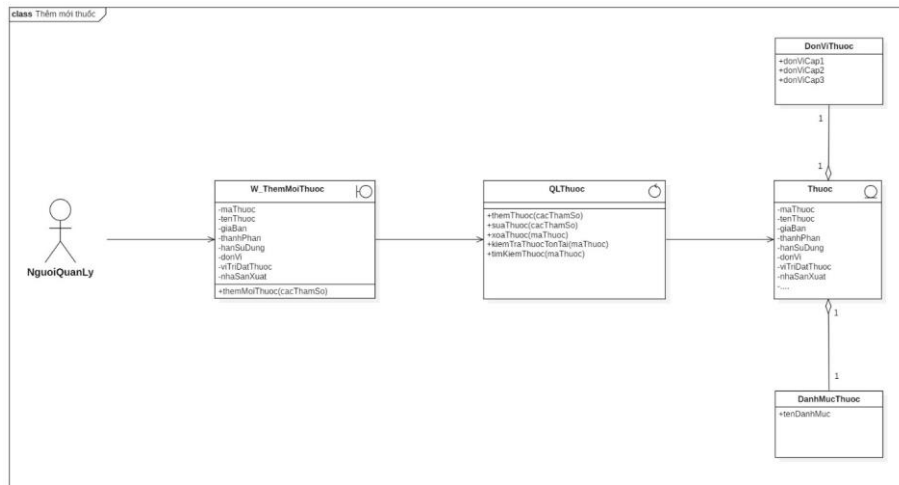 class Thêm mới thuốc
DonViThuoc
+donViCap1
+donViCap2
+donViCap3
1
1
W_ThemMoiThuoc
-maThuoc
-tenThuoc
-giaBan
-thanhPhan
-hanSuDung
-donVi
-viTriDatThuoc
-nhaSanXuat
+themMoiThuoc(cacThamSo)
QLThuoc
+themThuoc(cacThamSo)
+suaThuoc(cacThamSo)
+xoaThuoc(maThuoc)
+kiemTraThuocTonTai(maThuoc)
+timKiemThuoc(maThuoc)
Thuoc
-maThuoc
-tenThuoc
-giaBan
-thanhPhan
-hanSuDung
-donVi
-viTriDatThuoc
-nhaSanXuat
-....
NguoiQuanLy
1
1
DanhMucThuoc
+tenDanhMuc